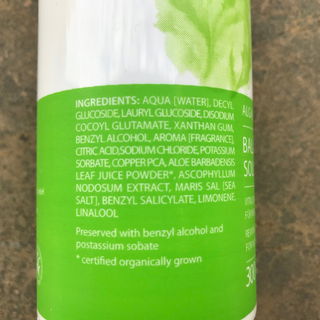 INGREDIENTS: AQUA [WATER], DECYL
GLUCOSIDE, LAURYL GLUCOSIDE, DISODIUM
COCOYL GLUTAMATE, XANTHAN GUM,
BENZYL ALCOHOL, AROMA [FRAGRANCE],
CITRIC ACID,SODIUM CHLORIDE, POTASSIUM
SORBATE, COPPER PCA, ALOE BARBADENSIS
LEAF JUICE POWDER*, ASCOPHYLLUM
NODOSUM EXTRACT, MARIS SAL [SEA
SALT], BENZYL SALICYLATE, LIMONENE,
LINALOOL
Preserved with benzyl alcohol and
postassium sobate
* certified organically grown